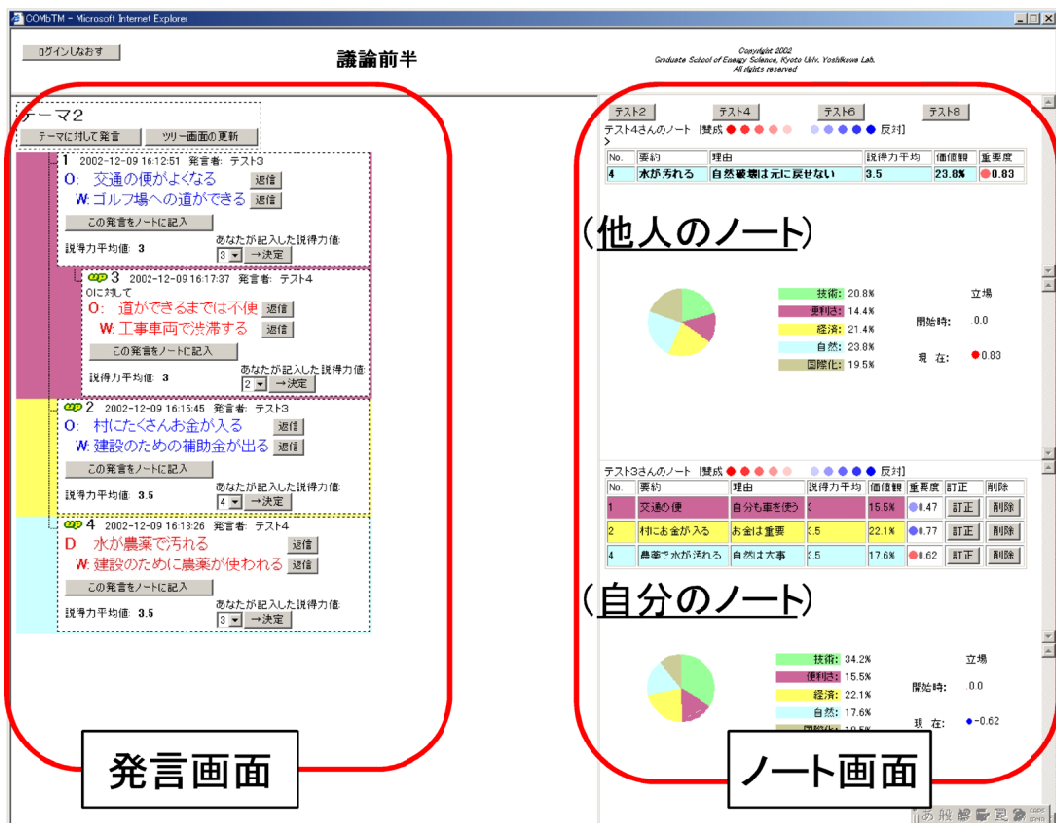 COMbTM - Microsoft Internet Explorer
ログインしなおす
議論前半
Copyright 2002
Graduate School of Energy Science, Kyoto Univ. Yoshikawa Lab.
All rights reserved
テーマ2
テーマに対して発言 ツリー画面の更新
1 2002-12-09 16:12:51 発言者: テスト3
O: 交通の便がよくなる 返信
W: ゴルフ場への道ができる 返信
この発言をノートに記入
説得力平均値: 3 あなたが記入した説得力値:
3 →決定
up 3 2002-12-09 16:17:37 発言者: テスト4
Oに対して
O: 道ができるまでは不便 返信
W: 工事車両で渋滞する 返信
この発言をノートに記入
説得力平均値: 3 あなたが記入した説得力値:
2 →決定
up 2 2002-12-09 16:15:45 発言者: テスト3
O: 村にたくさんお金が入る 返信
W: 建設のための補助金が出る 返信
この発言をノートに記入
説得力平均値: 3.5 あなたが記入した説得力値:
4 →決定
up 4 2002-12-09 16:13:26 発言者: テスト4
D 水が農薬で汚れる 返信
W: 建設のために農薬が使われる 返信
この発言をノートに記入
説得力平均値: 3.5 あなたが記入した説得力値:
3 →決定
発言画面
テスト2 テスト4 テスト6 テスト8
テスト4さんのノート [賛成 反対]
>
No. 要約 理由 説得力平均 価値観 重要度
4 水が汚れる 自然破壊は元に戻せない 3.5 23.8% 0.83
(他人のノート)
技術: 20.8% 立場
便利さ: 14.4%
経済: 21.4% 開始時: .0.0
自然: 23.8%
国際化: 19.5% 現 在: 0.83
テスト3さんのノート [賛成 反対]
No. 要約 理由 説得力平均 価値観 重要度 訂正 削除
1 交通の便 自分も車を使う 15.5% 0.47 訂正 削除
2 村にお金が入る お金は重要 3.5 22.1% 0.77 訂正 削除
4 農薬で水が汚れる 自然は大事 3.5 17.6% 0.62 訂正 削除
(自分のノート)
技術: 34.2% 立場
便利さ: 15.5%
経済: 22.1% 開始時: .0.0
自然: 17.6%
現 在: -0.62
ノート画面
あ 般